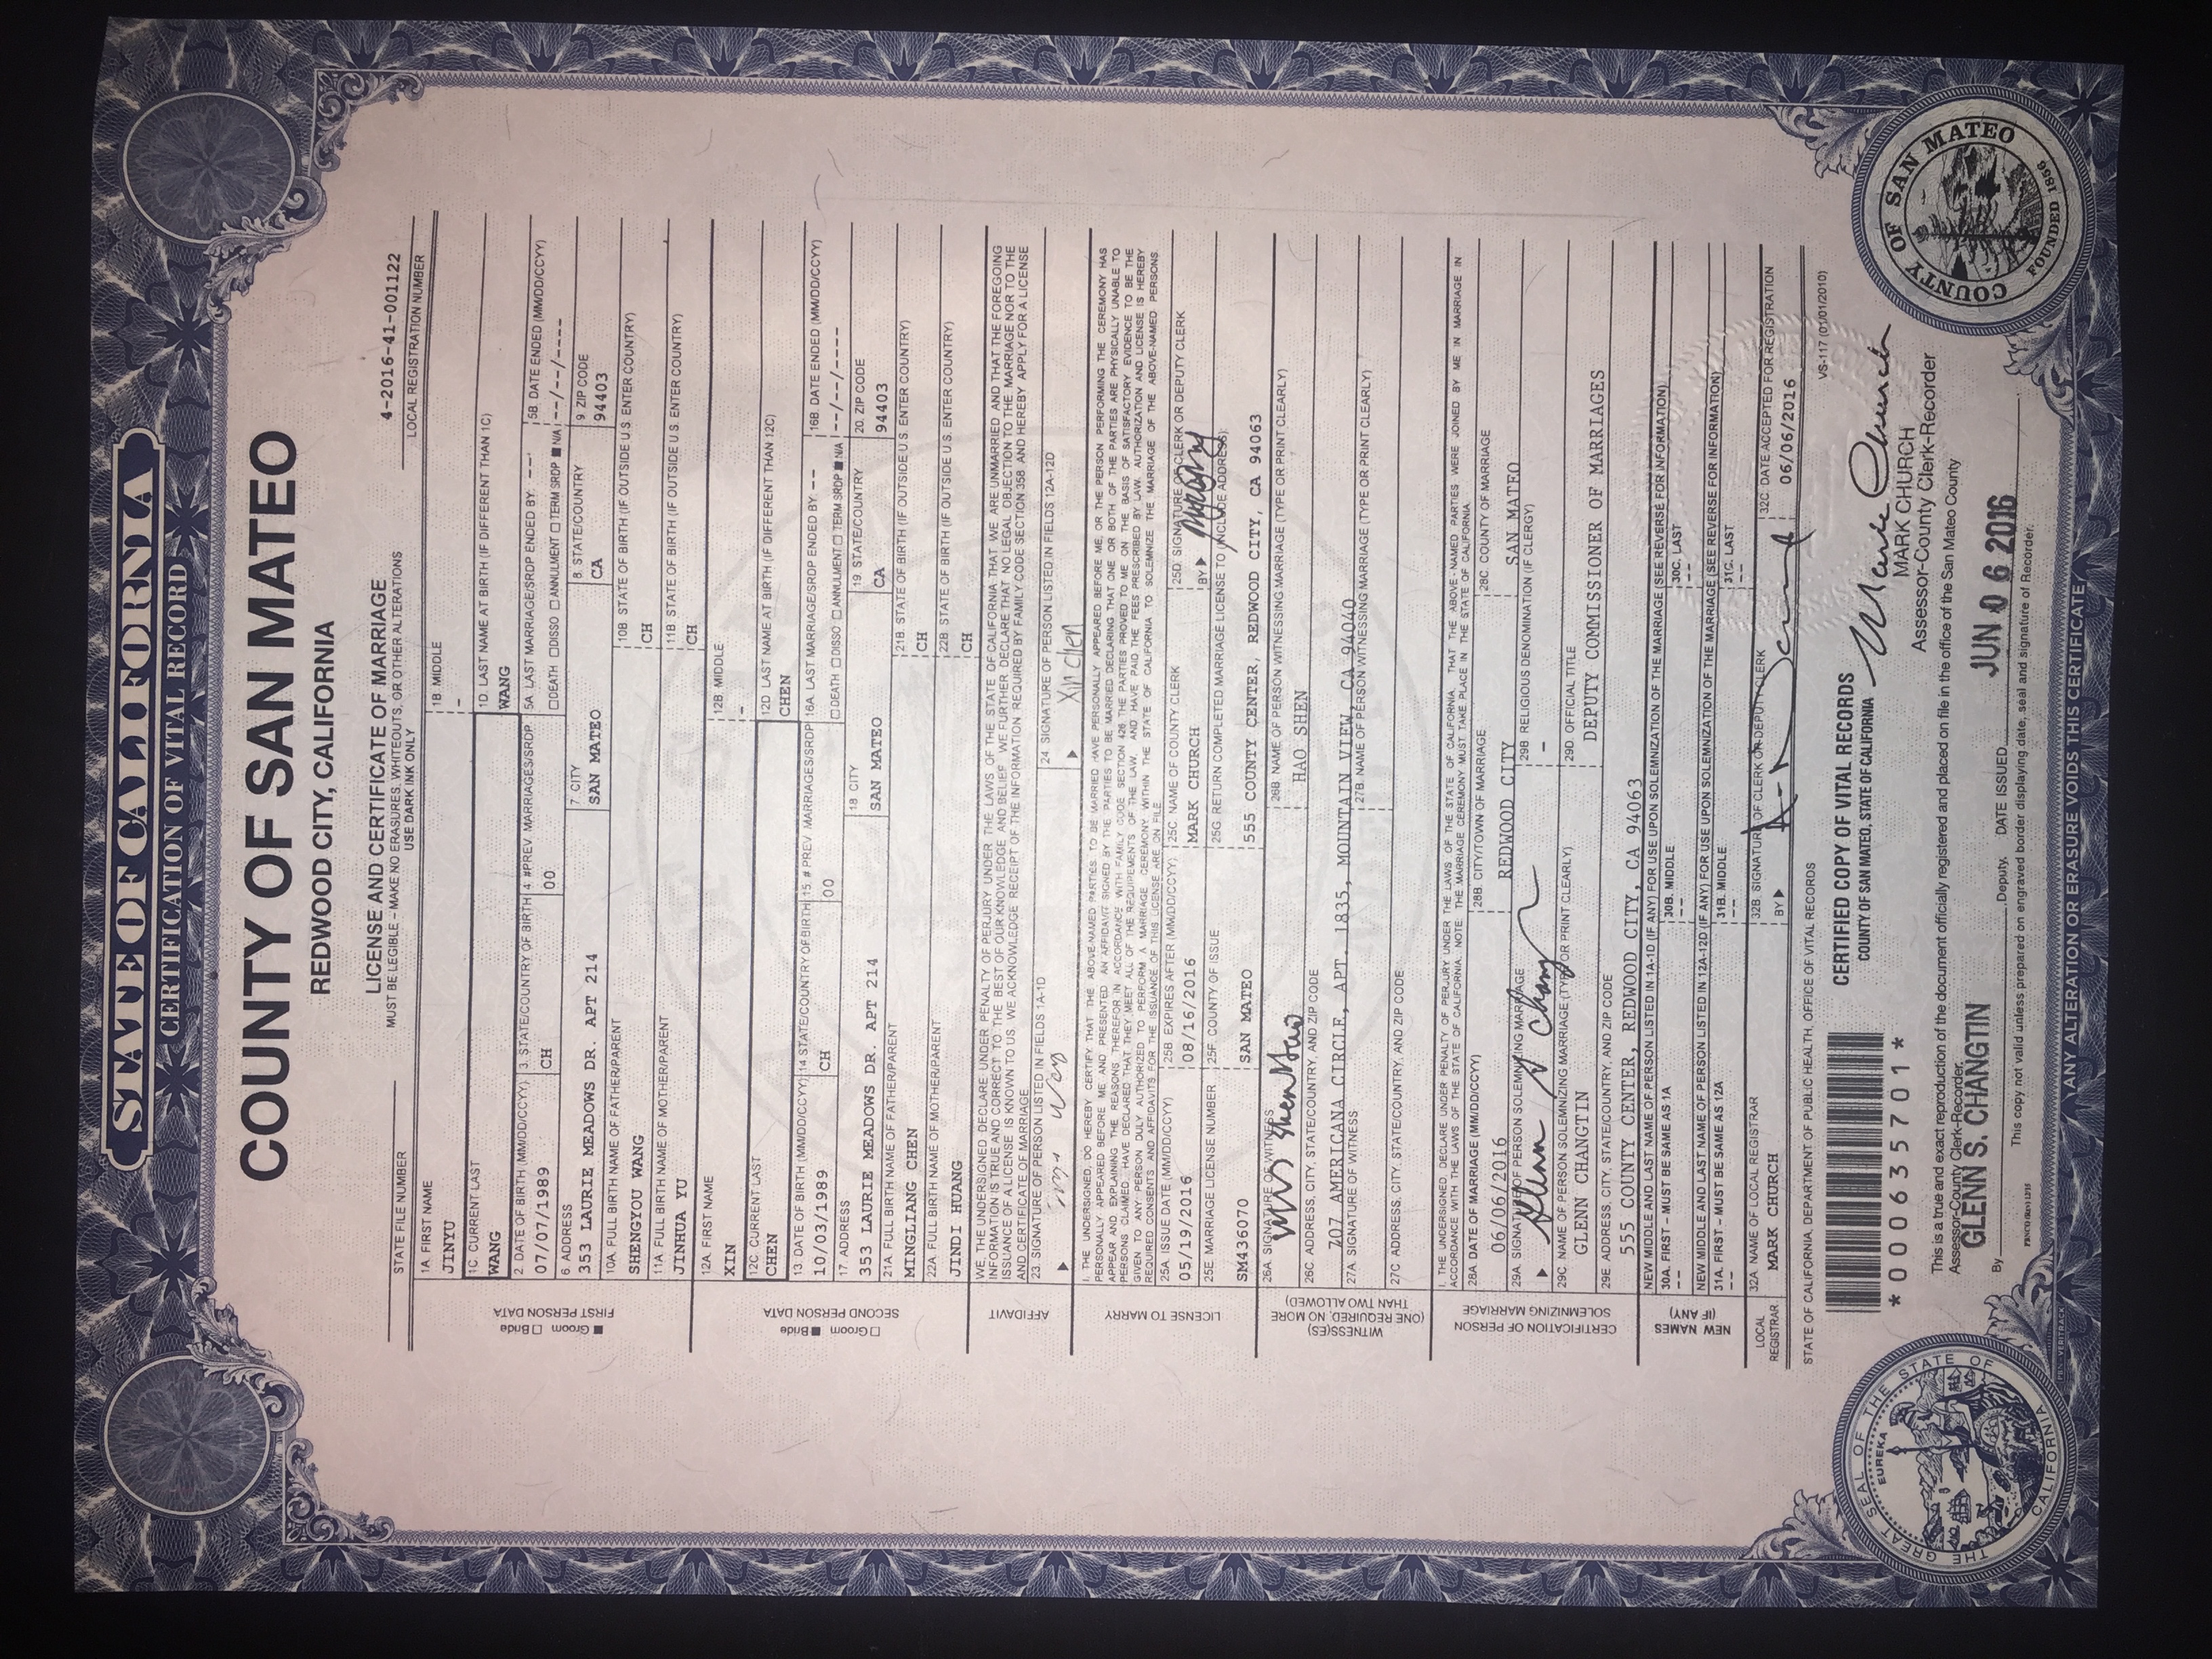 STATE OF CALIFORNIA
CERTIFICATION OF VITAL RECORD
COUNTY OF SAN MATEO
REDWOOD CITY, CALIFORNIA
LICENSE AND CERTIFICATE OF MARRIAGE
4-2016-41-001122
STATE FILE NUMBER
MUST BE LEGIBLE – MAKE NO ERASURES, WHITEOUTS, OR OTHER ALTERATIONS
LOCAL REGISTRATION NUMBER
USE DARK INK ONLY
■ Groom □ Bride
FIRST PERSON DATA
1A. FIRST NAME
JINYU
1B. MIDDLE
-
1C. CURRENT LAST
WANG
1D. LAST NAME AT BIRTH (IF DIFFERENT THAN 1C)
WANG
2. DATE OF BIRTH (MM/DD/CCYY)
07/07/1989
3. STATE/COUNTRY OF BIRTH
CH
4. #PREV. MARRIAGES/SRDP
00
5A. LAST MARRIAGE/SRDP ENDED BY: --
□ DEATH □ DISSO □ ANNULMENT □ TERM SRDP ■ N/A
5B. DATE ENDED (MM/DD/CCYY)
--/--/----
6. ADDRESS
353 LAURIE MEADOWS DR. APT 214
7. CITY
SAN MATEO
8. STATE/COUNTRY
CA
9. ZIP CODE
94403
10A. FULL BIRTH NAME OF FATHER/PARENT
SHENGYOU WANG
10B. STATE OF BIRTH (IF OUTSIDE U.S. ENTER COUNTRY)
CH
11A. FULL BIRTH NAME OF MOTHER/PARENT
JINHUA YU
11B. STATE OF BIRTH (IF OUTSIDE U.S. ENTER COUNTRY)
CH
□ Groom ■ Bride
SECOND PERSON DATA
12A. FIRST NAME
XIN
12B. MIDDLE
-
12C. CURRENT LAST
CHEN
12D. LAST NAME AT BIRTH (IF DIFFERENT THAN 12C)
CHEN
13. DATE OF BIRTH (MM/DD/CCYY)
10/03/1989
14. STATE/COUNTRY OF BIRTH
CH
15. # PREV. MARRIAGES/SRDP
00
16A. LAST MARRIAGE/SRDP ENDED BY: --
□ DEATH □ DISSO □ ANNULMENT □ TERM SRDP ■ N/A
16B. DATE ENDED (MM/DD/CCYY)
--/--/----
17. ADDRESS
353 LAURIE MEADOWS DR. APT 214
18. CITY
SAN MATEO
19. STATE/COUNTRY
CA
20. ZIP CODE
94403
21A. FULL BIRTH NAME OF FATHER/PARENT
MINGLIANG CHEN
21B. STATE OF BIRTH (IF OUTSIDE U.S. ENTER COUNTRY)
CH
22A. FULL BIRTH NAME OF MOTHER/PARENT
JINDI HUANG
22B. STATE OF BIRTH (IF OUTSIDE U.S. ENTER COUNTRY)
CH
AFFIDAVIT
WE, THE UNDERSIGNED DECLARE UNDER PENALTY OF PERJURY UNDER THE LAWS OF THE STATE OF CALIFORNIA THAT WE ARE UNMARRIED AND THAT THE FOREGOING
INFORMATION IS TRUE AND CORRECT TO THE BEST OF OUR KNOWLEDGE AND BELIEF. WE FURTHER DECLARE THAT NO LEGAL OBJECTION TO THE MARRIAGE NOR TO THE
ISSUANCE OF A LICENSE IS KNOWN TO US. WE ACKNOWLEDGE RECEIPT OF THE INFORMATION REQUIRED BY FAMILY CODE SECTION 358 AND HEREBY APPLY FOR A LICENSE
AND CERTIFICATE OF MARRIAGE
23. SIGNATURE OF PERSON LISTED IN FIELDS 1A-1D
24. SIGNATURE OF PERSON LISTED IN FIELDS 12A-12D
Xin chen
LICENSE TO MARRY
I, THE UNDERSIGNED, DO HEREBY CERTIFY THAT THE ABOVE-NAMED PARTIES TO BE MARRIED HAVE PERSONALLY APPEARED BEFORE ME, OR THE PERSON PERFORMING THE CEREMONY HAS
PERSONALLY APPEARED BEFORE ME AND PRESENTED AN AFFIDAVIT SIGNED BY THE PARTIES TO BE MARRIED DECLARING THAT ONE OR BOTH OF THE PARTIES ARE PHYSICALLY UNABLE TO
APPEAR AND EXPLAINING THE REASONS THEREFOR IN ACCORDANCE WITH FAMILY CODE SECTION 426. THE PARTIES PROVED TO ME ON THE BASIS OF SATISFACTORY EVIDENCE TO BE THE
PERSONS CLAIMED, HAVE DECLARED THAT THEY MEET ALL OF THE REQUIREMENTS OF THE LAW, AND HAVE PAID THE FEES PRESCRIBED BY LAW. AUTHORIZATION AND LICENSE IS HEREBY
GIVEN TO ANY PERSON DULY AUTHORIZED TO PERFORM A MARRIAGE CEREMONY WITHIN THE STATE OF CALIFORNIA TO SOLEMNIZE THE MARRIAGE OF THE ABOVE-NAMED PERSONS.
REQUIRED CONSENTS AND AFFIDAVITS FOR THE ISSUANCE OF THIS LICENSE ARE ON FILE.
25A. ISSUE DATE (MM/DD/CCYY)
05/19/2016
25B. EXPIRES AFTER (MM/DD/CCYY)
08/16/2016
25C. NAME OF COUNTY CLERK
MARK CHURCH
25D. SIGNATURE OF CLERK OR DEPUTY CLERK
BY
25E. MARRIAGE LICENSE NUMBER
SM436070
25F. COUNTY OF ISSUE
SAN MATEO
25G. RETURN COMPLETED MARRIAGE LICENSE TO (INCLUDE ADDRESS):
555 COUNTY CENTER, REDWOOD CITY, CA 94063
WITNESS(ES)
(ONE REQUIRED, NO MORE
THAN TWO ALLOWED)
26A. SIGNATURE OF WITNESS
Shen Hao
26B. NAME OF PERSON WITNESSING MARRIAGE (TYPE OR PRINT CLEARLY)
HAO SHEN
26C. ADDRESS, CITY, STATE/COUNTRY, AND ZIP CODE
707 AMERICANA CIRCLE, APT. 1835, MOUNTAIN VIEW, CA 94040
27A. SIGNATURE OF WITNESS
27B. NAME OF PERSON WITNESSING MARRIAGE (TYPE OR PRINT CLEARLY)
27C. ADDRESS, CITY, STATE/COUNTRY, AND ZIP CODE
CERTIFICATION OF PERSON
SOLEMNIZING MARRIAGE
I, THE UNDERSIGNED, DECLARE UNDER PENALTY OF PERJURY UNDER THE LAWS OF THE STATE OF CALIFORNIA, THAT THE ABOVE-NAMED PARTIES WERE JOINED BY ME IN MARRIAGE IN
ACCORDANCE WITH THE LAWS OF THE STATE OF CALIFORNIA. NOTE: THE MARRIAGE CEREMONY MUST TAKE PLACE IN THE STATE OF CALIFORNIA.
28A. DATE OF MARRIAGE (MM/DD/CCYY)
06/06/2016
28B. CITY/TOWN OF MARRIAGE
REDWOOD CITY
28C. COUNTY OF MARRIAGE
SAN MATEO
29A. SIGNATURE OF PERSON SOLEMNIZING MARRIAGE
Glenn S Chang
29B. RELIGIOUS DENOMINATION (IF CLERGY)
-
29C. NAME OF PERSON SOLEMNIZING MARRIAGE (TYPE OR PRINT CLEARLY)
GLENN CHANGTIN
29D. OFFICIAL TITLE
DEPUTY COMMISSIONER OF MARRIAGES
29E. ADDRESS, CITY, STATE/COUNTRY, AND ZIP CODE
555 COUNTY CENTER, REDWOOD CITY, CA 94063
NEW NAMES
(IF ANY)
NEW MIDDLE AND LAST NAME OF PERSON LISTED IN 1A-1D (IF ANY) FOR USE UPON SOLEMNIZATION OF THE MARRIAGE (SEE REVERSE FOR INFORMATION)
30A. FIRST – MUST BE SAME AS 1A
--
30B. MIDDLE
--
30C. LAST
--
NEW MIDDLE AND LAST NAME OF PERSON LISTED IN 12A-12D (IF ANY) FOR USE UPON SOLEMNIZATION OF THE MARRIAGE (SEE REVERSE FOR INFORMATION)
31A. FIRST – MUST BE SAME AS 12A
--
31B. MIDDLE
--
31C. LAST
--
LOCAL
REGISTRAR
32A. NAME OF LOCAL REGISTRAR
MARK CHURCH
32B. SIGNATURE OF CLERK OR DEPUTY CLERK
BY
32C. DATE ACCEPTED FOR REGISTRATION
06/06/2016
STATE OF CALIFORNIA, DEPARTMENT OF PUBLIC HEALTH, OFFICE OF VITAL RECORDS
VS-117 (01/01/2010)
*000635701*
CERTIFIED COPY OF VITAL RECORDS
COUNTY OF SAN MATEO, STATE OF CALIFORNIA
Mark Church
MARK CHURCH
Assessor-County Clerk-Recorder
This is a true and exact reproduction of the document officially registered and placed on file in the office of the San Mateo County
Assessor-County Clerk-Recorder.
GLENN S. CHANGTIN
By
Deputy.
DATE ISSUED
JUN 06 2016
PBNCO (Rev) 12/15
This copy not valid unless prepared on engraved border displaying date, seal and signature of Recorder.
THE GREAT SEAL OF THE STATE OF CALIFORNIA
EUREKA
COUNTY OF SAN MATEO
FOUNDED 1856
PBN - VERITRACK
ANY ALTERATION OR ERASURE VOIDS THIS CERTIFICATE